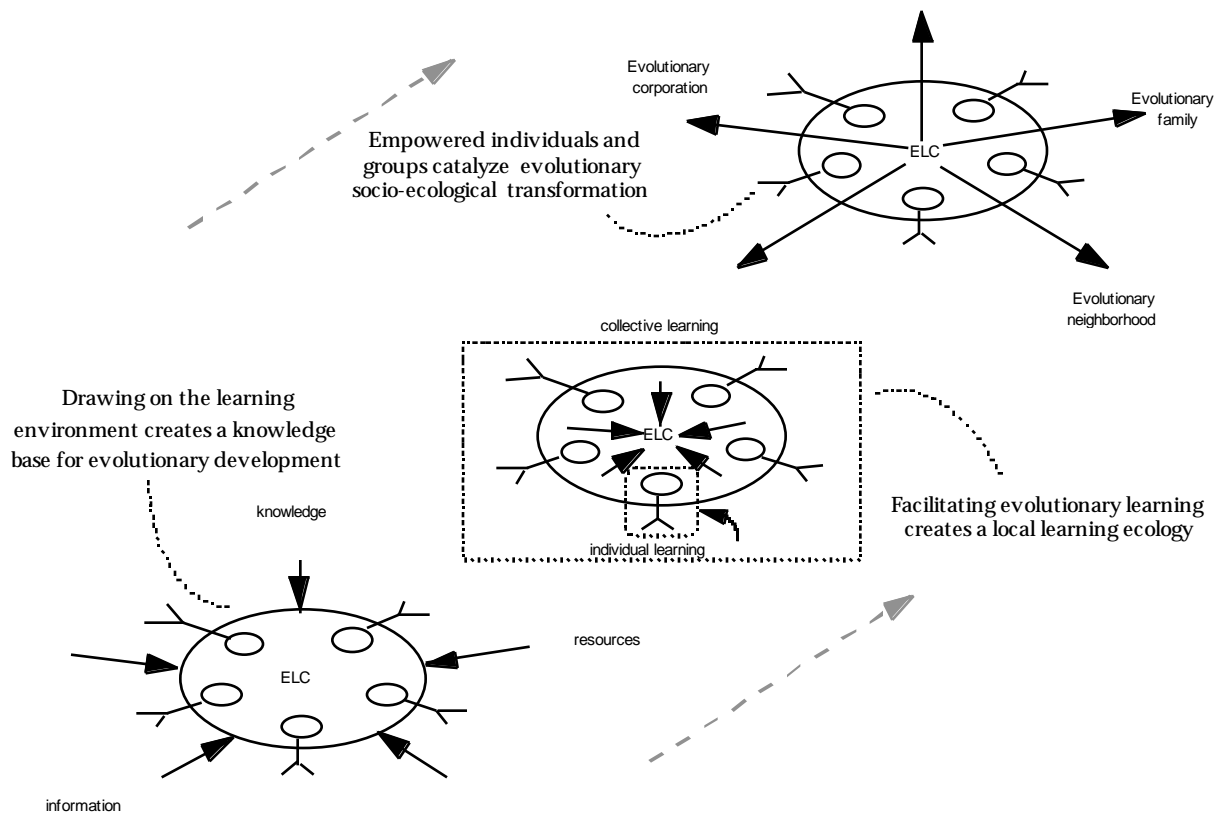 Evolutionary
corporation
Evolutionary
family
ELC
Empowered individuals and
groups catalyze evolutionary
socio-ecological transformation
Evolutionary
neighborhood
collective learning
ELC
individual learning
Drawing on the learning
environment creates a knowledge
base for evolutionary development
Facilitating evolutionary learning
creates a local learning ecology
knowledge
resources
ELC
information